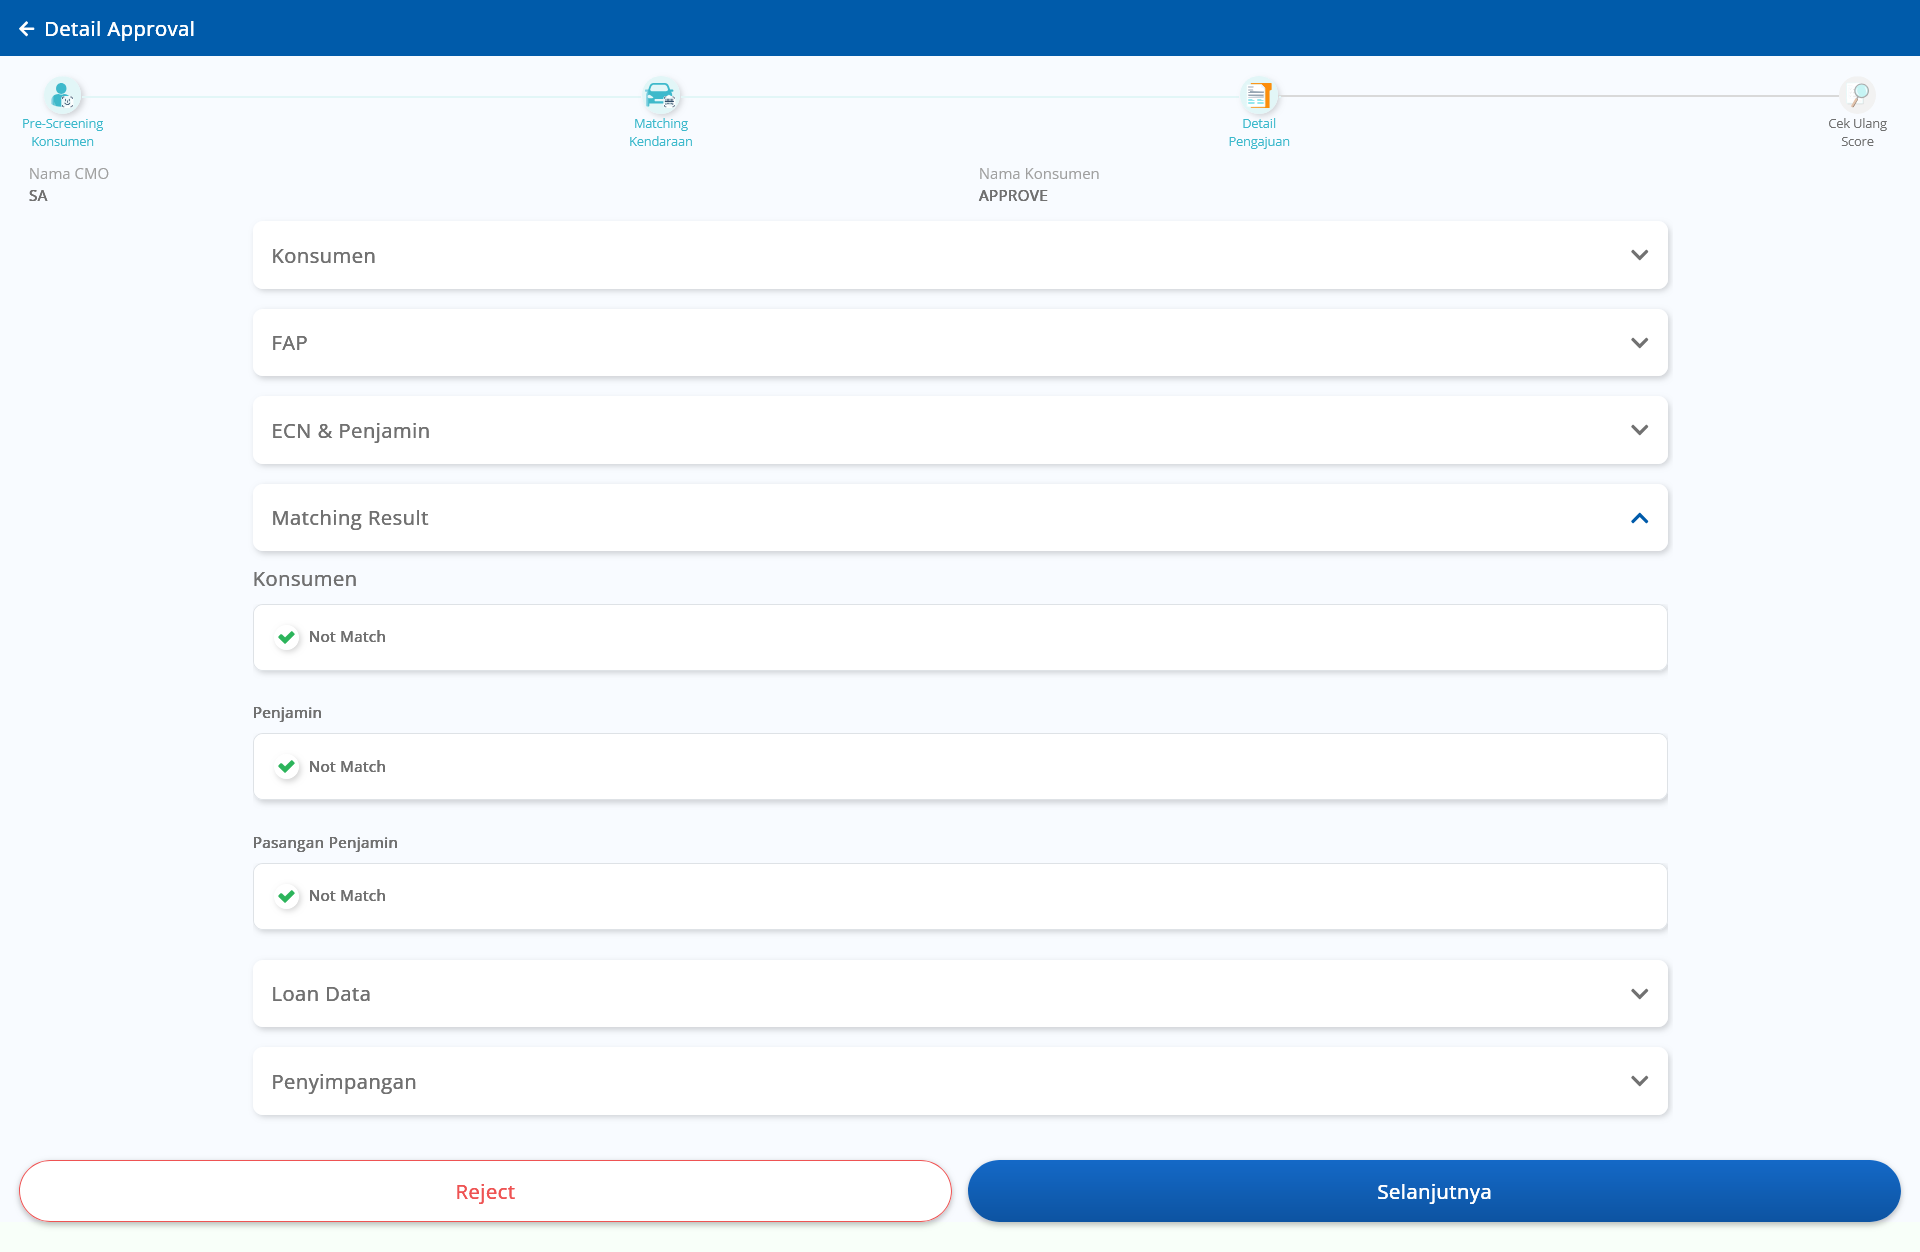 Detail Approval
Pre-Screening
Konsumen
Matching
Kendaraan
Detail
Pengajuan
Cek Ulang
Score
Nama CMO
SA
Nama Konsumen
APPROVE
Konsumen
FAP
ECN & Penjamin
Matching Result
Konsumen
Not Match
Penjamin
Not Match
Pasangan Penjamin
Not Match
Loan Data
Penyimpangan
Reject
Selanjutnya